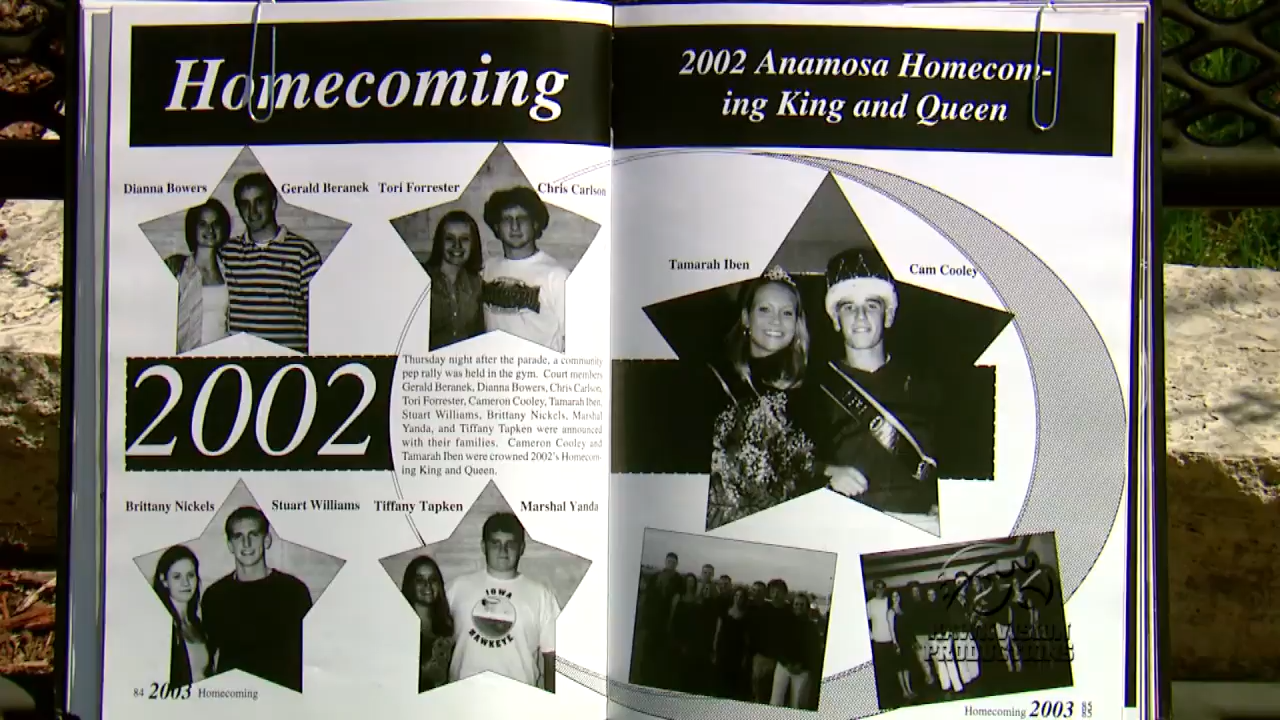 Homecoming
2002 Anamosa Homecom-
ing King and Queen
Dianna Bowers
Gerald Beranek
Tori Forrester
Chris Carlson
Tamarah Iben
Cam Cooley
2002
Thursday night after the parade, a community
pep rally was held in the gym. Court members
Gerald Beranek, Dianna Bowers, Chris Carlson,
Tori Forrester, Cameron Cooley, Tamarah Iben,
Stuart Williams, Brittany Nickels, Marshal
Yanda, and Tiffany Tapken were announced
with their families. Cameron Cooley and
Tamarah Iben were crowned 2002's Homecom-
ing King and Queen.
Brittany Nickels
Stuart Williams
Tiffany Tapken
Marshal Yanda
IOWA
HAWKEYE
HAWKVISION
PRODUCTIONS
84 2003 Homecoming
Homecoming 2003 85